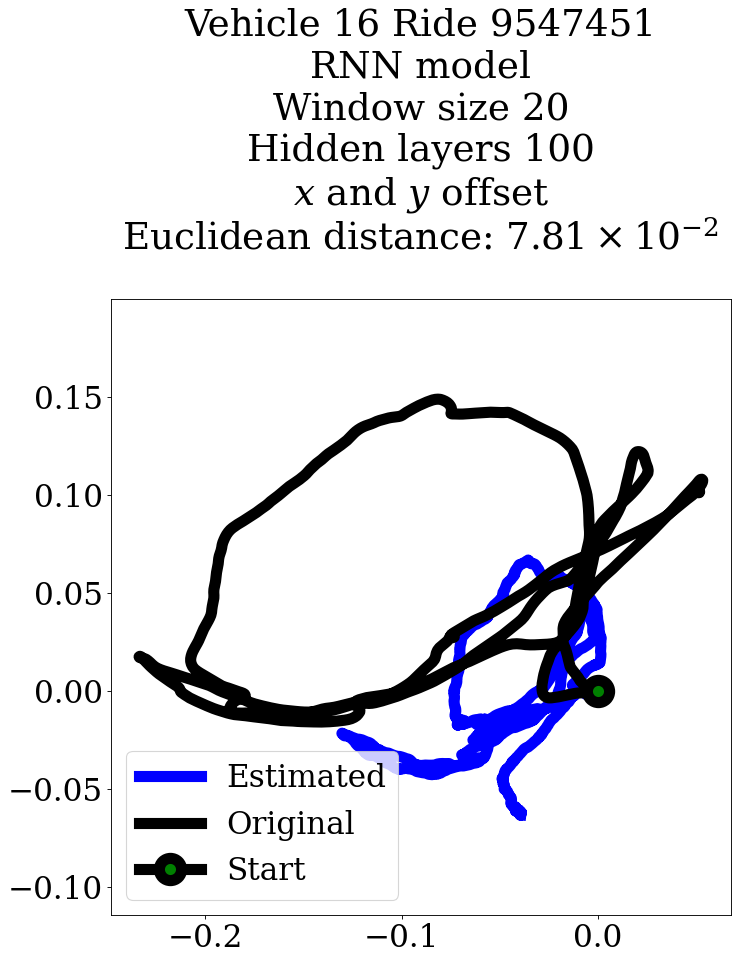 Vehicle 16 Ride 9547451
RNN model
Window size 20
Hidden layers 100
x and y offset
Euclidean distance: 7.81 × 10⁻²
0.15
0.10
0.05
0.00
−0.05
−0.10
Estimated
Original
Start
−0.2
−0.1
0.0